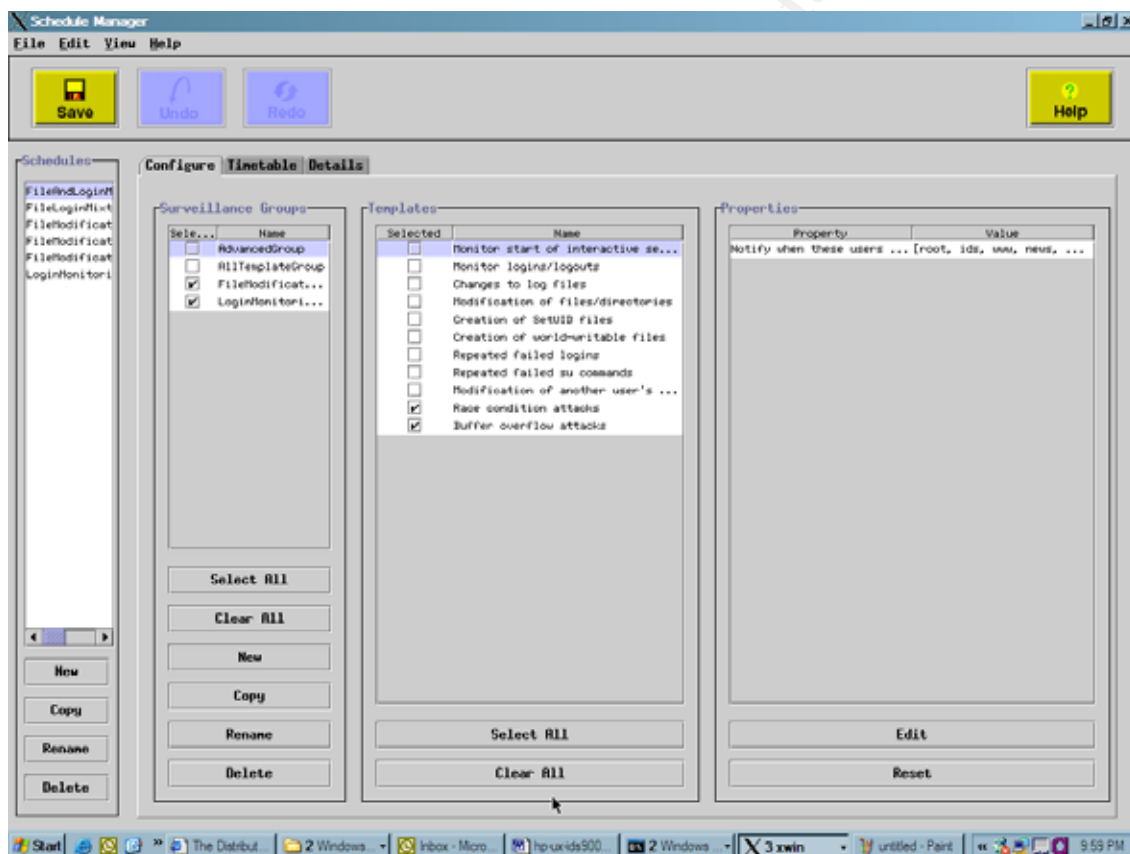 Schedule Manager
File Edit View Help
Save
Undo
Redo
Help
Schedules
FileAndLoginM
FileLoginMixt
FileModificat
FileModificat
FileModificat
LoginMonitori
New
Copy
Rename
Delete
Configure Timetable Details
Surveillance Groups
Sele... Name
AdvancedGroup
AllTemplateGroup
FileModificat...
LoginMonitori...
Select All
Clear All
New
Copy
Rename
Delete
Templates
Selected Name
Monitor start of interactive se...
Monitor logins/logouts
Changes to log files
Modification of files/directories
Creation of SetUID files
Creation of world-writable files
Repeated failed logins
Repeated failed su commands
Modification of another user's ...
Race condition attacks
Buffer overflow attacks
Select All
Clear All
Properties
Property Value
Notify when these users ... [root, ids, www, news, ...
Edit
Reset
Start The Distribut... 2 Windows... Inbox - Micro... hp-ux-ids900... 2 Windows ... 3 xwin untitled - Paint 9:59 PM